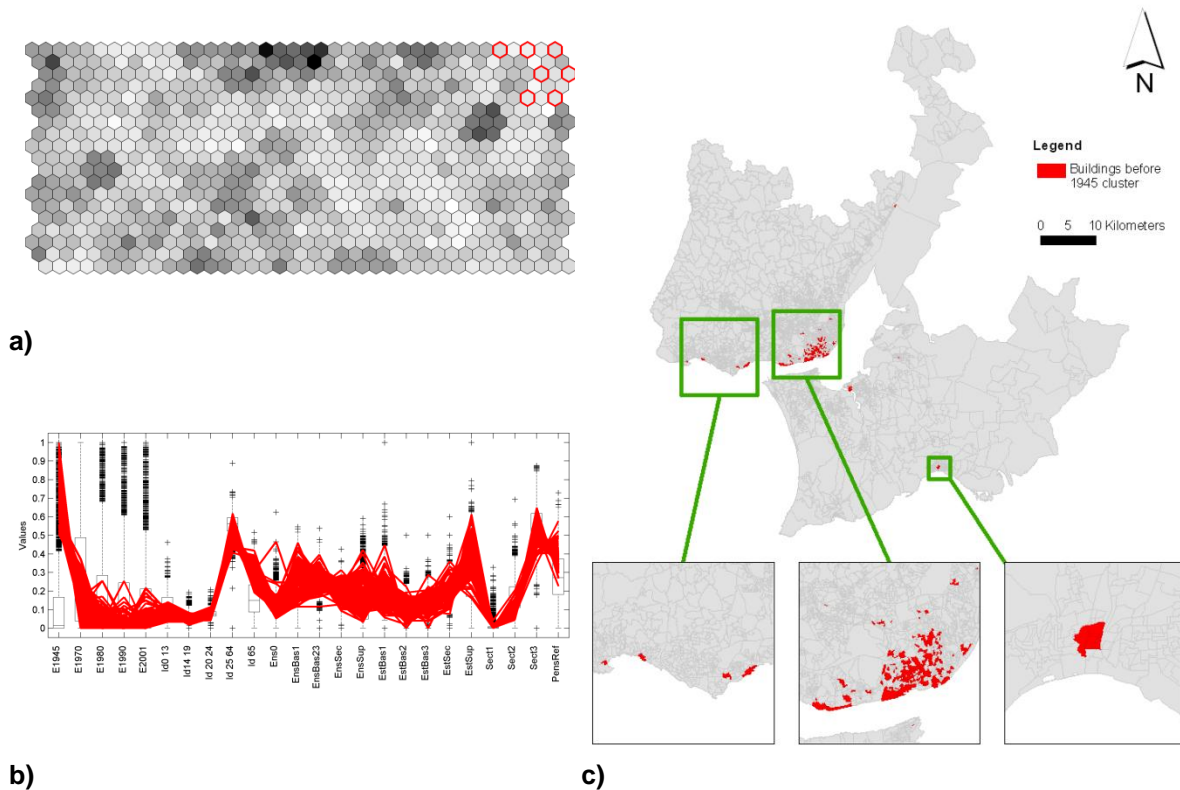 a)
Values
1
0.9
0.8
0.7
0.6
0.5
0.4
0.3
0.2
0.1
0
E1945
E1970
E1980
E1990
E2001
Id0 13
Id14 19
Id 20 24
Id 25 64
Id 65
Ens0
EnsBas1
EnsBas23
EnsSec
EnsSup
EstBas1
EstBas2
EstBas3
EstSec
EstSup
Sect1
Sect2
Sect3
PensRef
b)
N
Legend
Buildings before
1945 cluster
0 5 10 Kilometers
c)